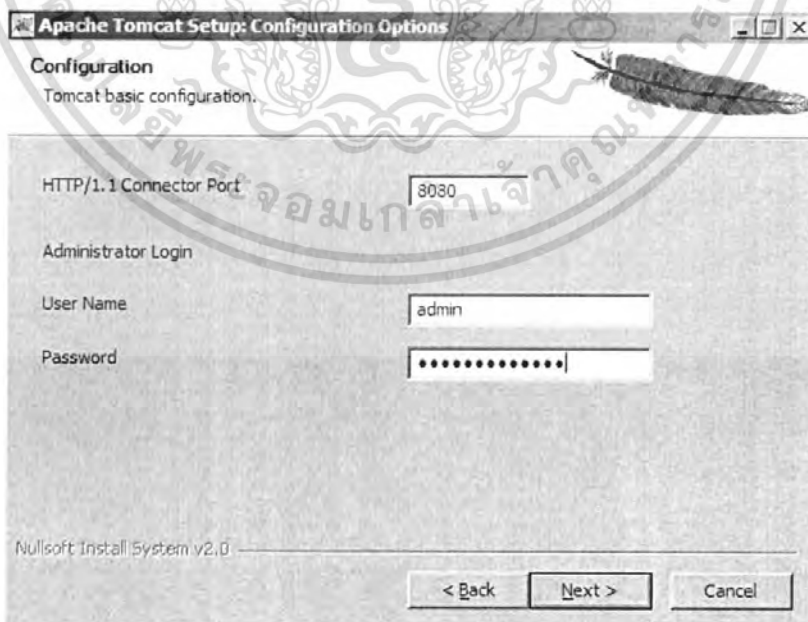 Apache Tomcat Setup: Configuration Options
Configuration
Tomcat basic configuration.
HTTP/1.1 Connector Port
8080
Administrator Login
User Name
admin
Password
•••••••••••••
Nullsoft Install System v2.0
< Back
Next >
Cancel